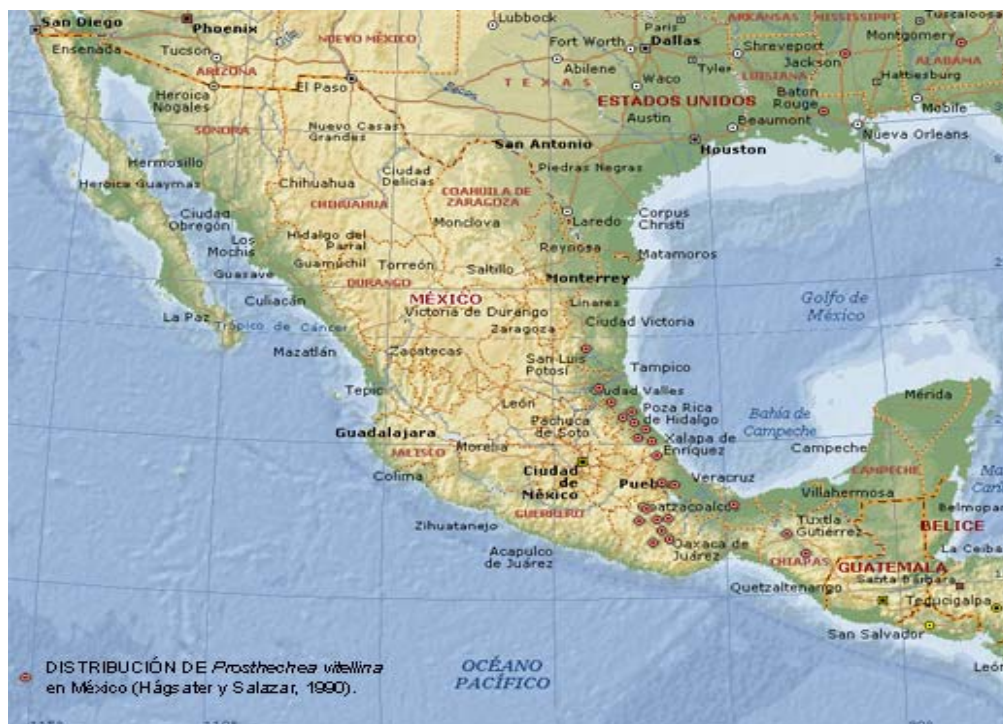 San Diego
Phoenix
Lubbock
Paris
ARKANSAS
MISSISSIPPI
Tuscaloosa
Ensenada
Tucson
Gila
NUEVO MÉXICO
Fort Worth
Dallas
Shreveport
Montgomery
ARIZONA
Abilene
Tyler
Jackson
ALABAMA
Heroica
Nogales
El Paso
Pecos
TEXAS
Waco
LUISIANA
Hattiesburg
SONORA
Nuevo Casas
Grandes
ESTADOS UNIDOS
Austin
Baton
Rouge
Mobile
Beaumont
Nueva Orleans
Hermosillo
San Antonio
Houston
Heroica Guaymas
Chihuahua
Ciudad
Delicias
Piedras Negras
CHIHUAHUA
COAHUILA DE
ZARAGOZA
Ciudad
Obregón
Monclova
Laredo
Corpus
Christi
Los
Mochis
Hidalgo del
Parral
Reynosa
Matamoros
Guasave
Guamúchil
Torreón
Saltillo
Monterrey
DURANGO
Culiacán
MÉXICO
Victoria de Durango
Linares
Golfo de
México
La Paz
Trópico de Cáncer
Zaragoza
Ciudad Victoria
Mazatlán
Zacatecas
San Luis
Potosí
Tampico
Tepic
Ciudad Valles
León
Poza Rica
de Hidalgo
Mérida
Guadalajara
Pachuca
de Soto
Bahía de
Campeche
JALISCO
Morelia
Xalapa de
Enríquez
Campeche
Colima
Ciudad
de
México
Puebla
Veracruz
CAMPECHE
Villahermosa
GUERRERO
Coatzacoalcos
Belmopan
Zihuatanejo
Tuxtla
Gutiérrez
BELICE
Acapulco
de Juárez
Oaxaca de
Juárez
CHIAPAS
La Ceiba
GUATEMALA
Quetzaltenango
Santa Bárbara
Tegucigalpa
San Salvador
León
OCÉANO
PACÍFICO
DISTRIBUCIÓN DE Prosthechea vitellina
en México (Hágsater y Salazar, 1990).